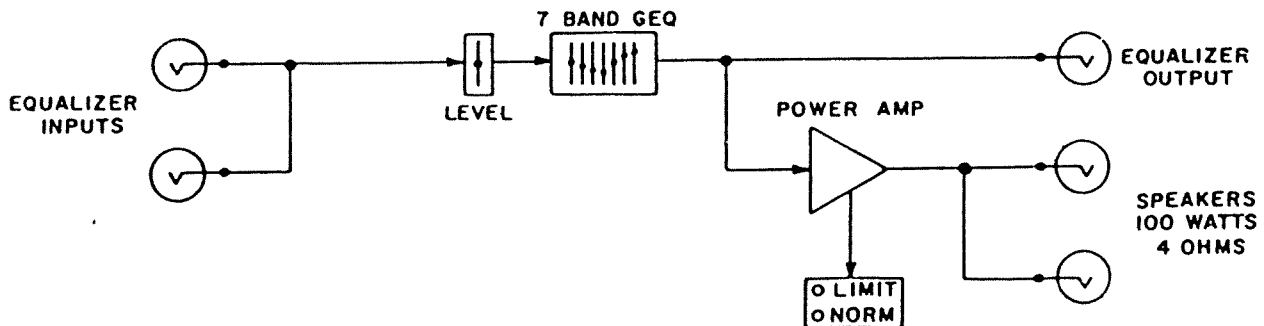 7 BAND GEQ
EQUALIZER
INPUTS
LEVEL
EQUALIZER
OUTPUT
POWER AMP
SPEAKERS
100 WATTS
4 OHMS
LIMIT
NORM